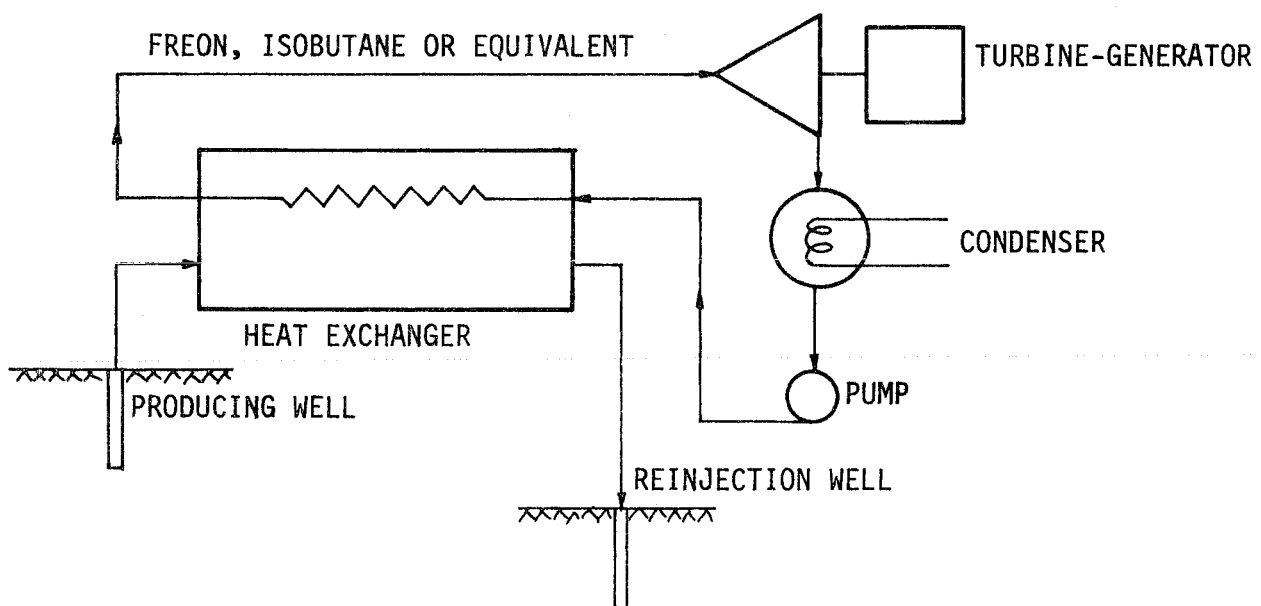 FREON, ISOBUTANE OR EQUIVALENT
TURBINE-GENERATOR
CONDENSER
HEAT EXCHANGER
PUMP
PRODUCING WELL
REINJECTION WELL